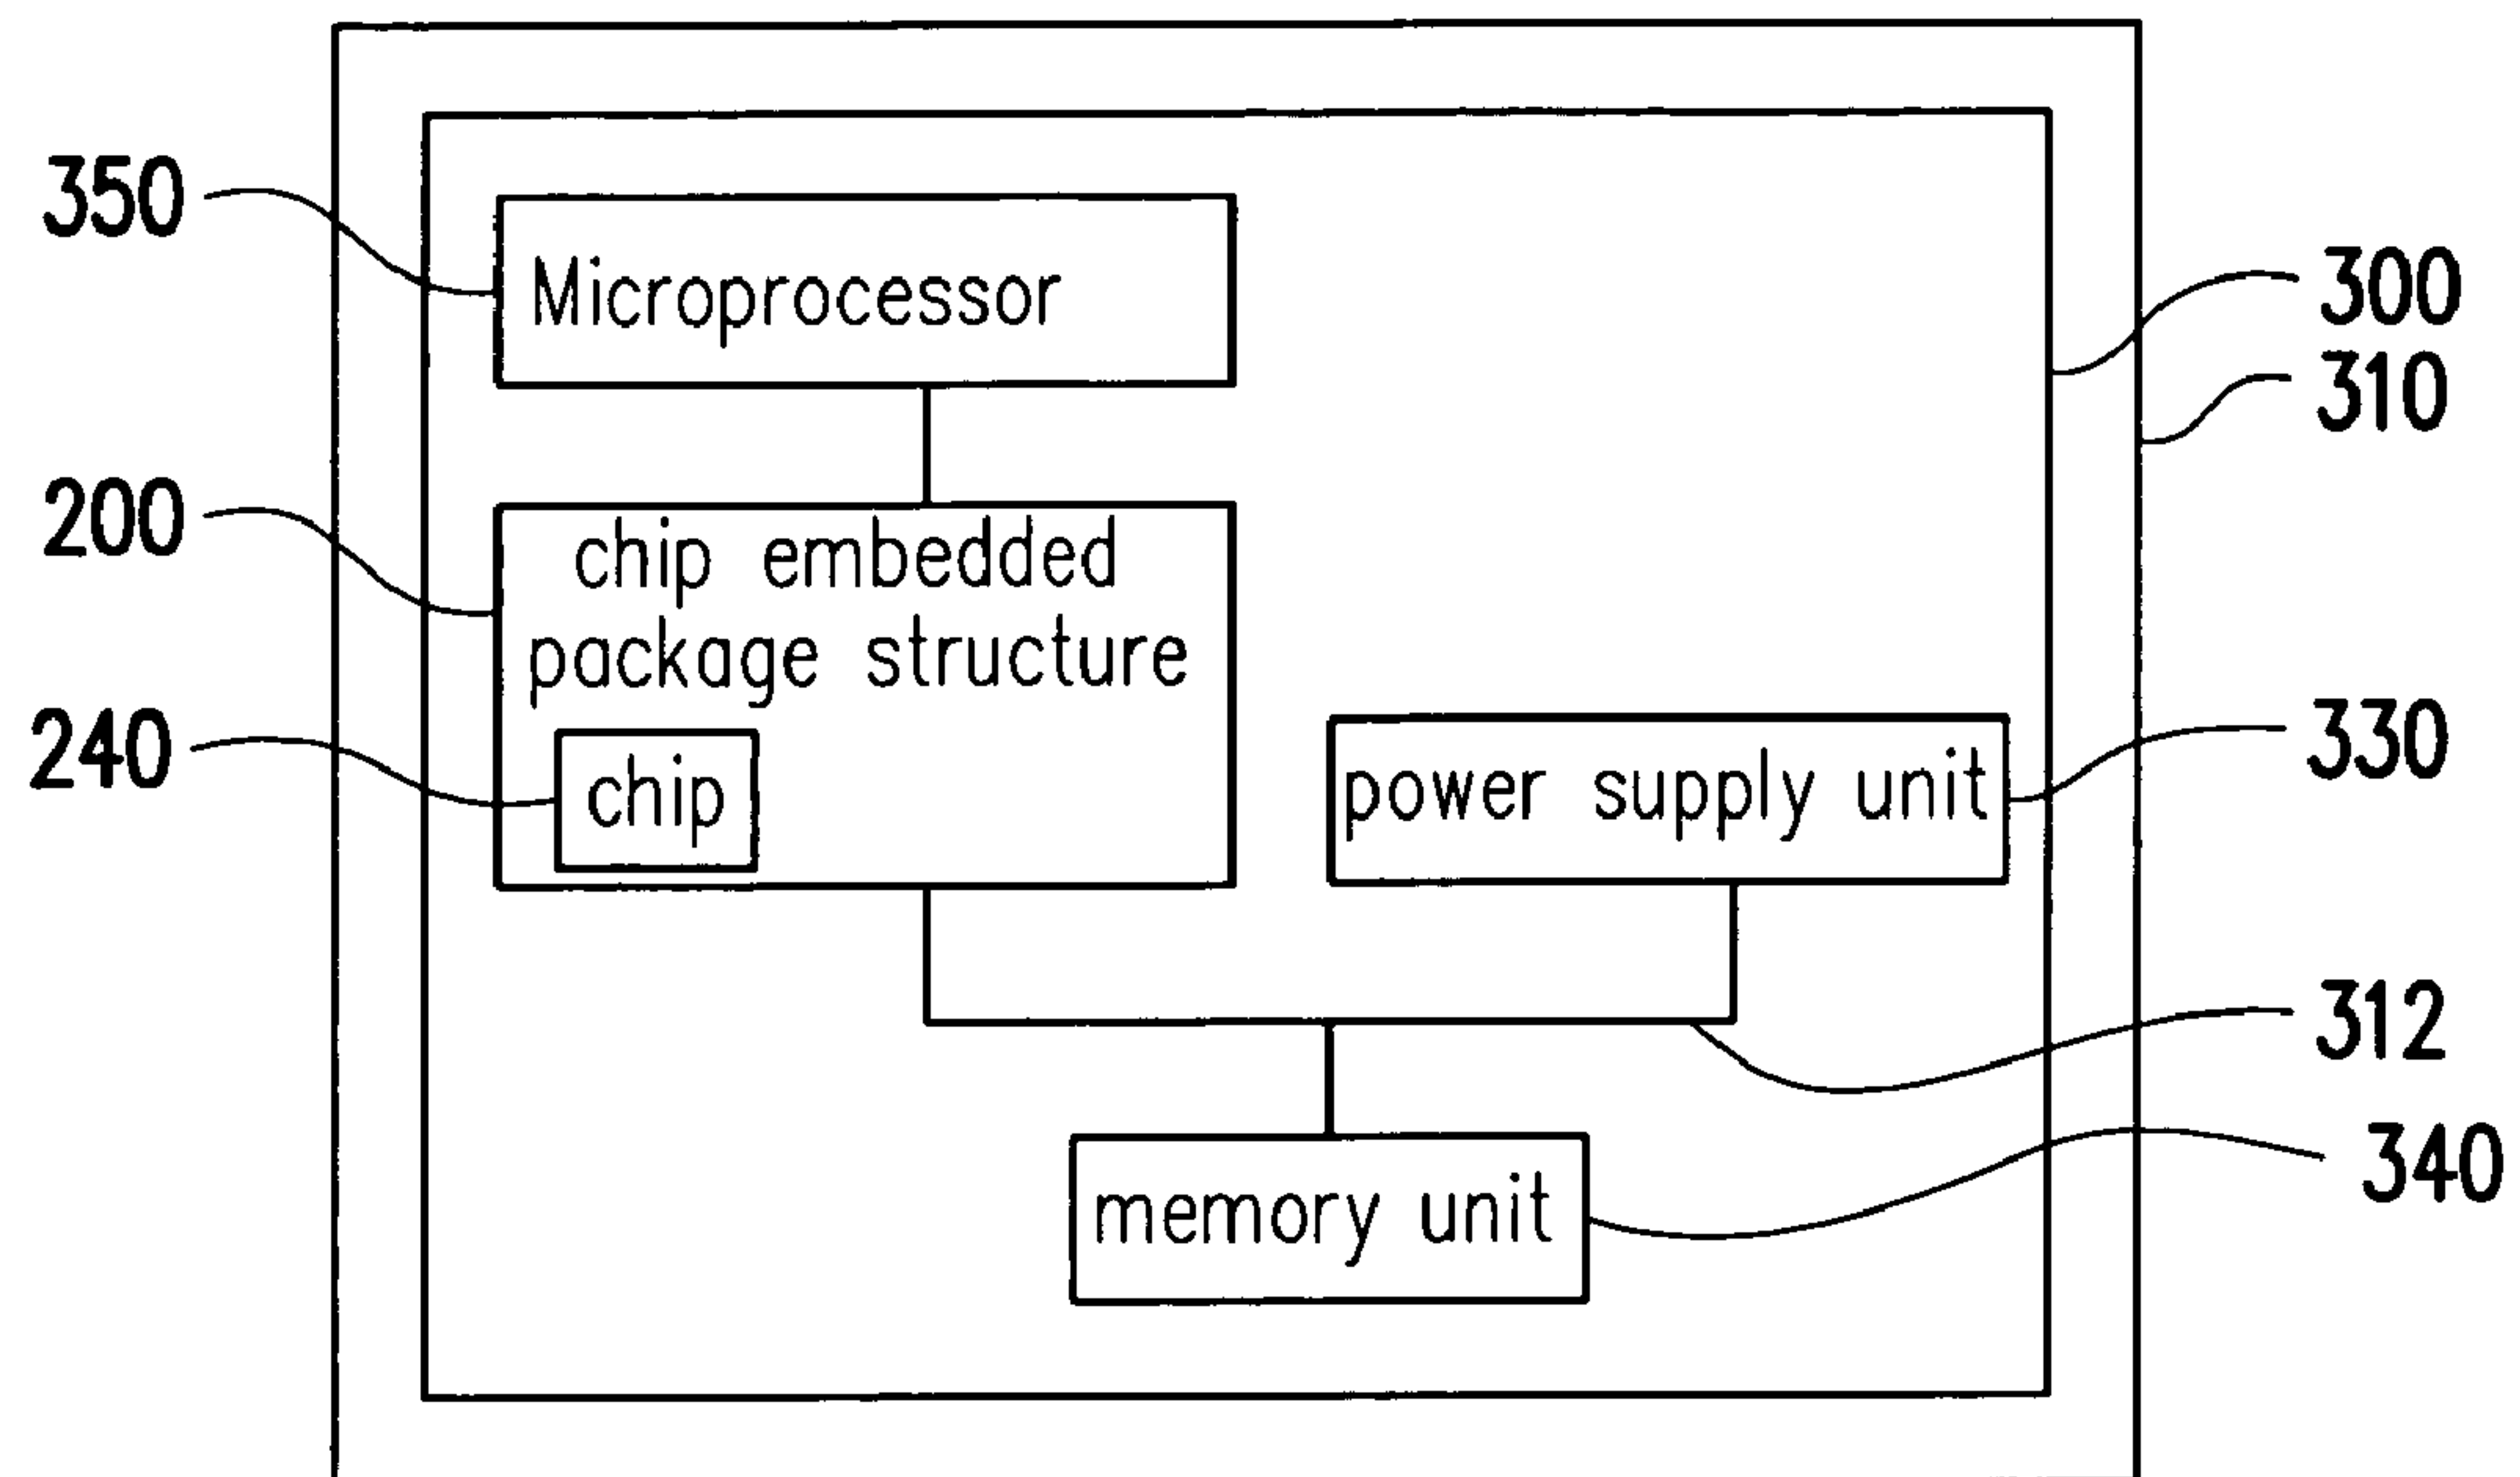 350
Microprocessor
300
310
200
chip embedded
package structure
240
chip
power supply unit
330
312
340
memory unit